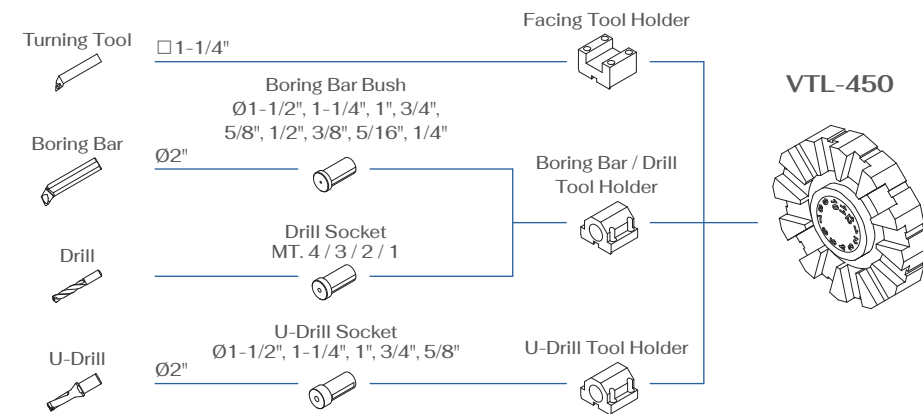 Facing Tool Holder
Turning Tool
□1-1/4"
VTL-450
Boring Bar Bush
Ø1-1/2", 1-1/4", 1", 3/4",
5/8", 1/2", 3/8", 5/16", 1/4"
Boring Bar
Ø2"
Boring Bar / Drill
Tool Holder
Drill Socket
MT. 4 / 3 / 2 / 1
Drill
U-Drill Socket
Ø1-1/2", 1-1/4", 1", 3/4", 5/8"
U-Drill Tool Holder
U-Drill
Ø2"